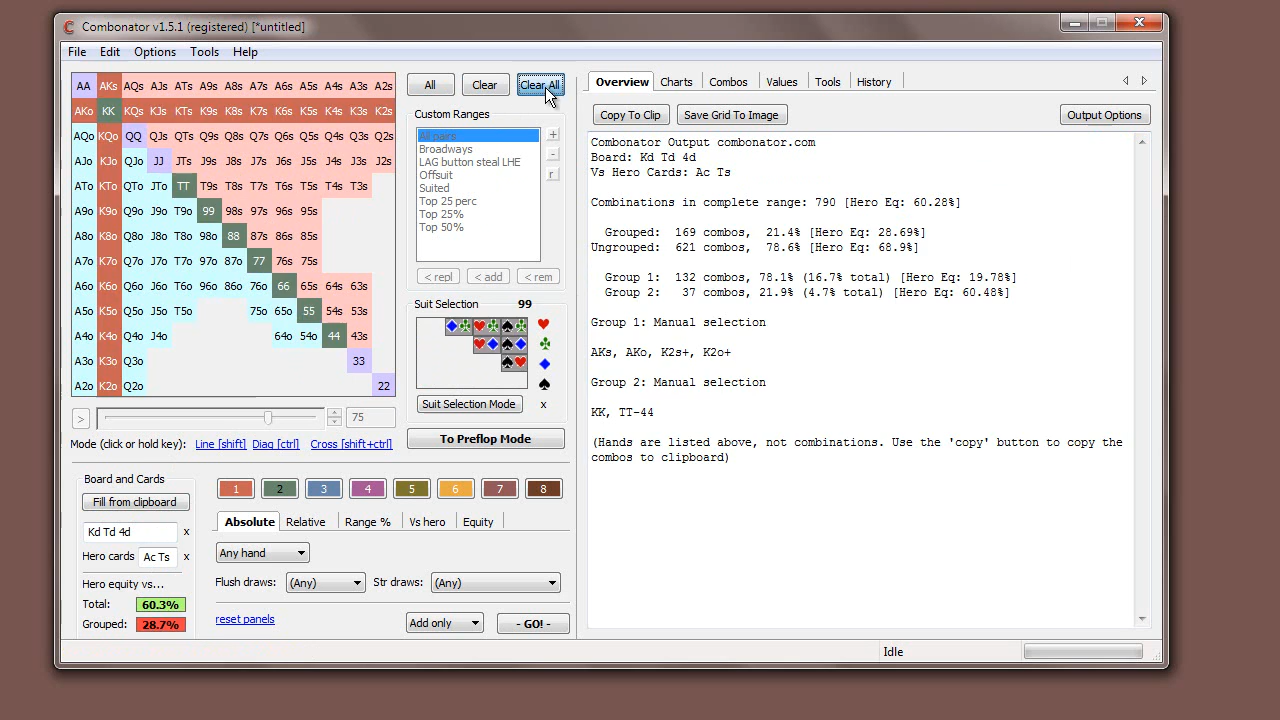 Combonator v1.5.1 (registered) [*untitled]
File Edit Options Tools Help
AA AKs AQs AJs ATs A9s A8s A7s A6s A5s A4s A3s A2s
AKo KK KQs KJs KTs K9s K8s K7s K6s K5s K4s K3s K2s
AQo KQo QQ QJs QTs Q9s Q8s Q7s Q6s Q5s Q4s Q3s Q2s
AJo KJo QJo JJ JTs J9s J8s J7s J6s J5s J4s J3s J2s
ATo KTo QTo JTo TT T9s T8s T7s T6s T5s T4s T3s
A9o K9o Q9o J9o T9o 99 98s 97s 96s 95s
A8o K8o Q8o J8o T8o 98o 88 87s 86s 85s
A7o K7o Q7o J7o T7o 97o 87o 77 76s 75s
A6o K6o Q6o J6o T6o 96o 86o 76o 66 65s 64s 63s
A5o K5o Q5o J5o T5o 75o 65o 55 54s 53s
A4o K4o Q4o J4o 64o 54o 44 43s
A3o K3o Q3o 33
A2o K2o Q2o 22
> 75
Mode (click or hold key): Line [shift] Diag [ctrl] Cross [shift+ctrl]
All Clear Clear All
Custom Ranges
All pairs
Broadways
LAG button steal LHE
Offsuit
Suited
Top 25 perc
Top 25%
Top 50%
+
-
r
< repl < add < rem
Suit Selection 99
Suit Selection Mode x
To Preflop Mode
Board and Cards
Fill from clipboard
Kd Td 4d x
Hero cards Ac Ts x
Hero equity vs...
Total: 60.3%
Grouped: 28.7%
1 2 3 4 5 6 7 8
Absolute Relative Range % Vs hero Equity
Any hand
Flush draws: (Any) Str draws: (Any)
reset panels Add only - GO! -
Overview Charts Combos Values Tools History
Copy To Clip Save Grid To Image Output Options
Combonator Output combonator.com
Board: Kd Td 4d
Vs Hero Cards: Ac Ts
Combinations in complete range: 790 [Hero Eq: 60.28%]
Grouped: 169 combos, 21.4% [Hero Eq: 28.69%]
Ungrouped: 621 combos, 78.6% [Hero Eq: 68.9%]
Group 1: 132 combos, 78.1% (16.7% total) [Hero Eq: 19.78%]
Group 2: 37 combos, 21.9% (4.7% total) [Hero Eq: 60.48%]
Group 1: Manual selection
AKs, AKo, K2s+, K2o+
Group 2: Manual selection
KK, TT-44
(Hands are listed above, not combinations. Use the 'copy' button to copy the
combos to clipboard)
Idle